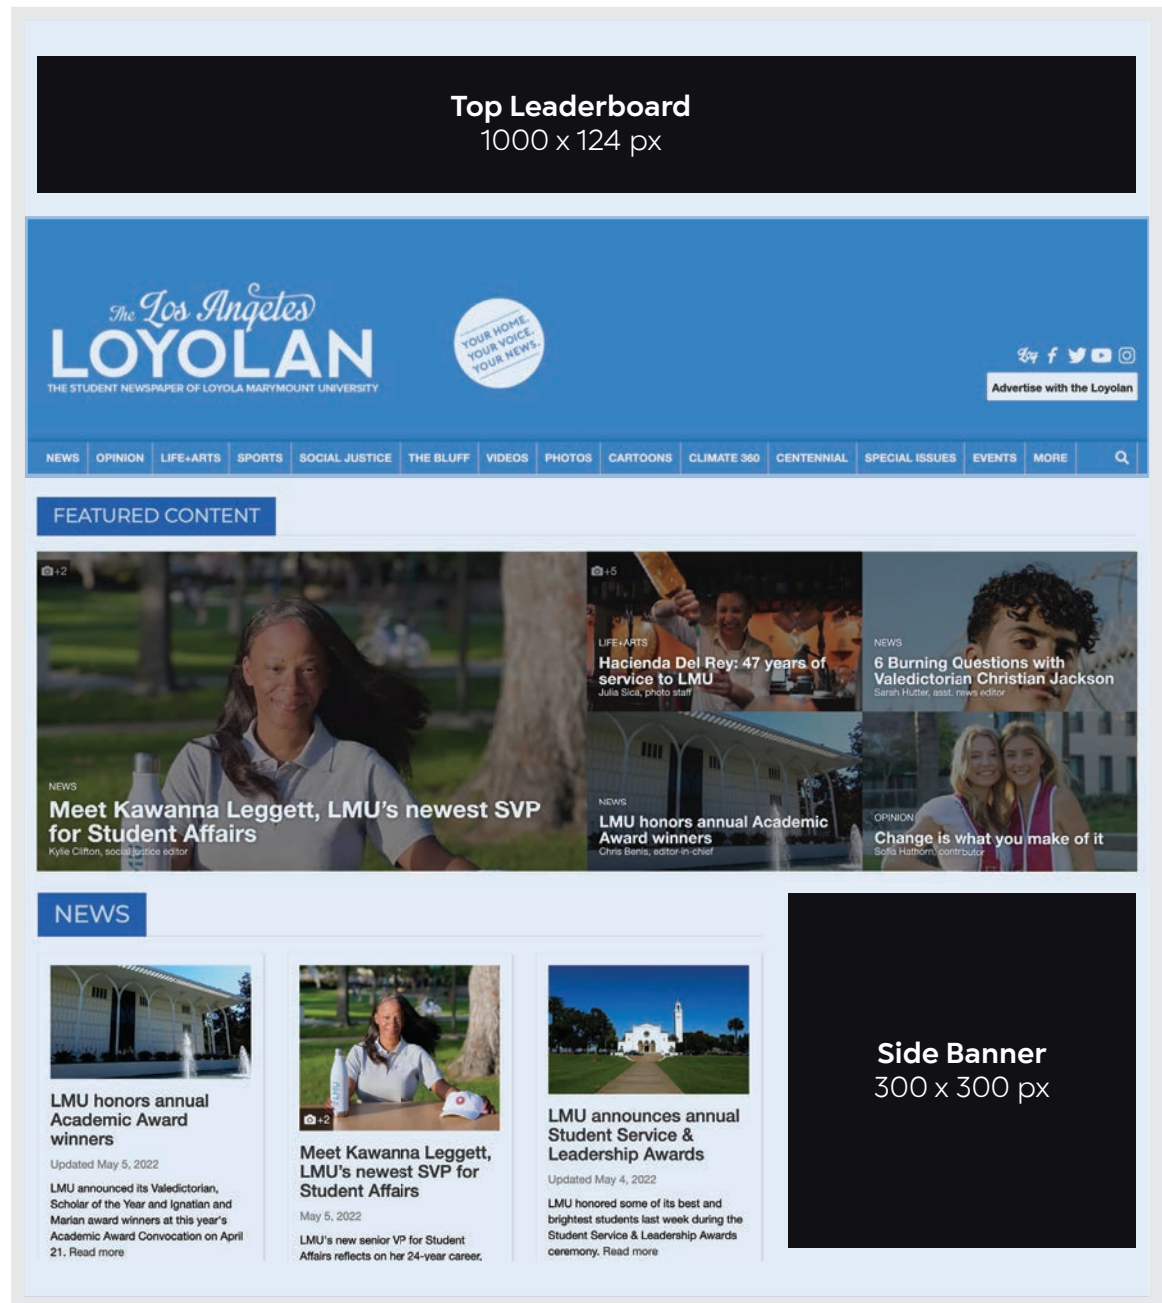 Top Leaderboard
1000 x 124 px
The Los Angeles
LOYOLAN
THE STUDENT NEWSPAPER OF LOYOLA MARYMOUNT UNIVERSITY
YOUR HOME.
YOUR VOICE.
YOUR NEWS.
Loy
Advertise with the Loyolan
NEWS OPINION LIFE+ARTS SPORTS SOCIAL JUSTICE THE BLUFF VIDEOS PHOTOS CARTOONS CLIMATE 360 CENTENNIAL SPECIAL ISSUES EVENTS MORE
FEATURED CONTENT
+2
NEWS
Meet Kawanna Leggett, LMU's newest SVP
for Student Affairs
Kylie Clifton, social justice editor
+5
LIFE+ARTS
Hacienda Del Rey: 47 years of
service to LMU
Julia Sica, photo staff
NEWS
6 Burning Questions with
Valedictorian Christian Jackson
Sarah Hutter, asst. news editor
NEWS
LMU honors annual Academic
Award winners
Chris Benis, editor-in-chief
OPINION
Change is what you make of it
Sofia Hathorn, contributor
NEWS
LMU honors annual
Academic Award
winners
Updated May 5, 2022
LMU announced its Valedictorian,
Scholar of the Year and Ignatian and
Marian award winners at this year's
Academic Award Convocation on April
21. Read more
LMU
+2
Meet Kawanna Leggett,
LMU's newest SVP for
Student Affairs
May 5, 2022
LMU's new senior VP for Student
Affairs reflects on her 24-year career,
LMU announces annual
Student Service &
Leadership Awards
Updated May 4, 2022
LMU honored some of its best and
brightest students last week during the
Student Service & Leadership Awards
ceremony. Read more
Side Banner
300 x 300 px